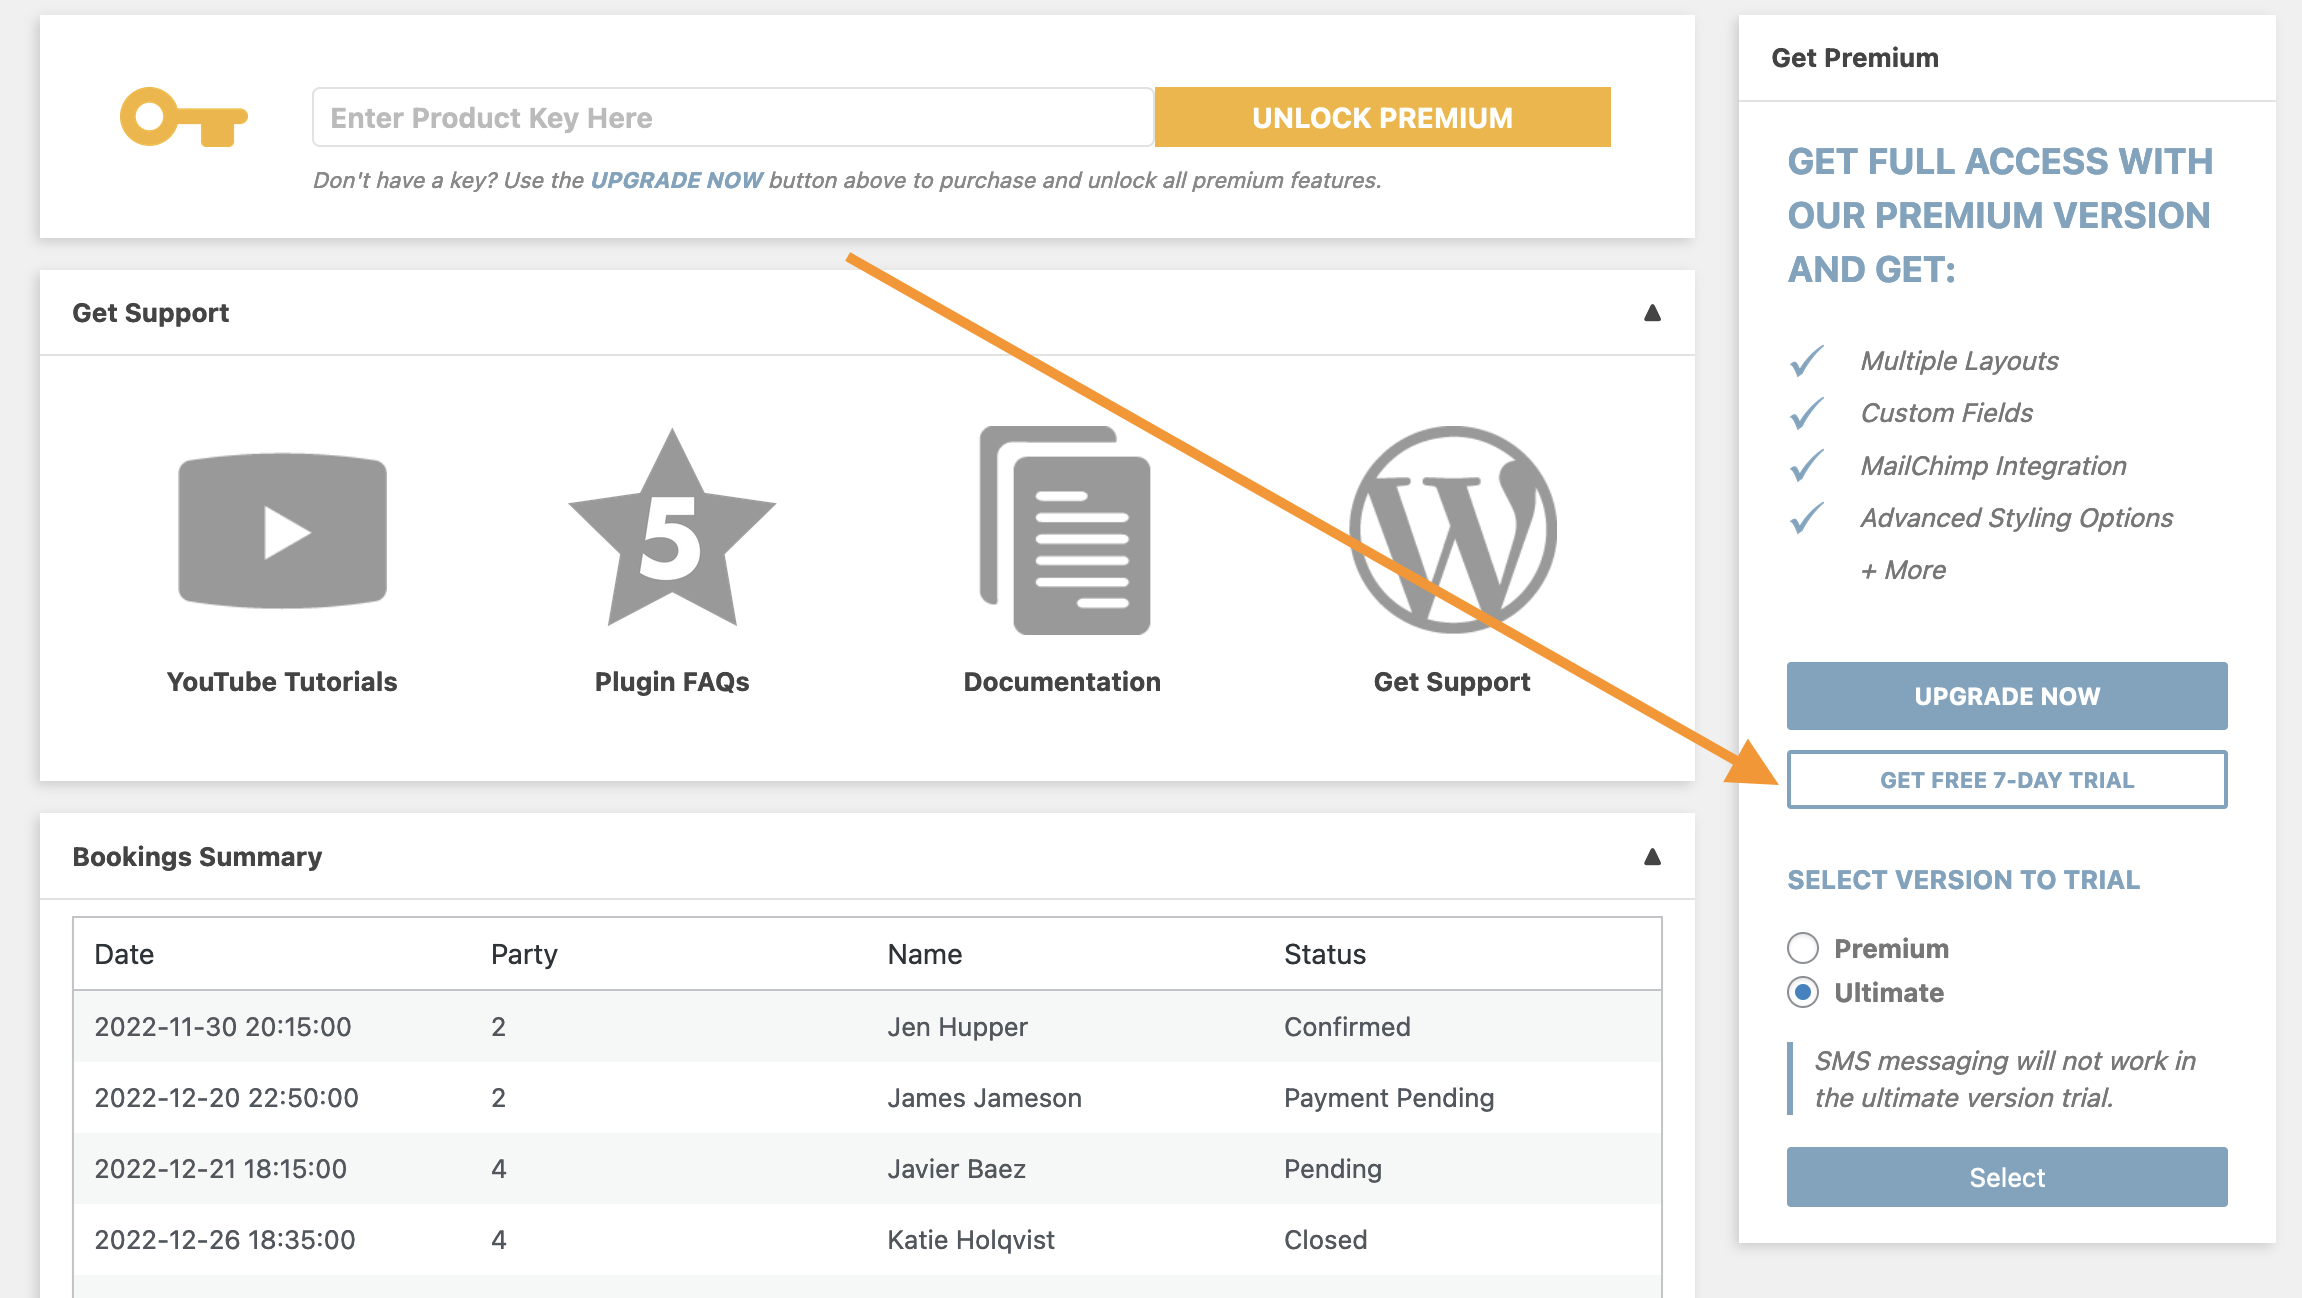 Enter Product Key Here
UNLOCK PREMIUM
Don't have a key? Use the UPGRADE NOW button above to purchase and unlock all premium features.
Get Support
5
YouTube Tutorials
Plugin FAQs
Documentation
Get Support
Bookings Summary
Date Party Name Status
2022-11-30 20:15:00 2 Jen Hupper Confirmed
2022-12-20 22:50:00 2 James Jameson Payment Pending
2022-12-21 18:15:00 4 Javier Baez Pending
2022-12-26 18:35:00 4 Katie Holqvist Closed
Get Premium
GET FULL ACCESS WITH
OUR PREMIUM VERSION
AND GET:
Multiple Layouts
Custom Fields
MailChimp Integration
Advanced Styling Options
+ More
UPGRADE NOW
GET FREE 7-DAY TRIAL
SELECT VERSION TO TRIAL
Premium
Ultimate
SMS messaging will not work in
the ultimate version trial.
Select